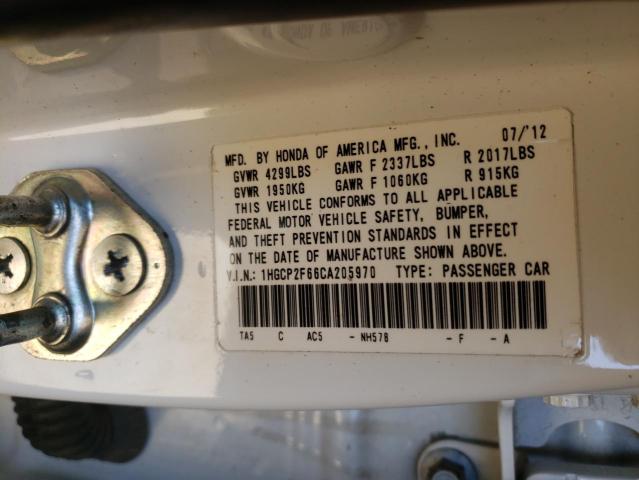 MFD. BY HONDA OF AMERICA MFG., INC. 07/'12
GVWR 4299LBS GAWR F 2337LBS R 2017LBS
GVWR 1950KG GAWR F 1060KG R 915KG
THIS VEHICLE CONFORMS TO ALL APPLICABLE
FEDERAL MOTOR VEHICLE SAFETY, BUMPER,
AND THEFT PREVENTION STANDARDS IN EFFECT
ON THE DATE OF MANUFACTURE SHOWN ABOVE.
V.I.N.: 1HGCP2F66CA205970 TYPE: PASSENGER CAR
TA5 C AC5 - NH578 - F - A